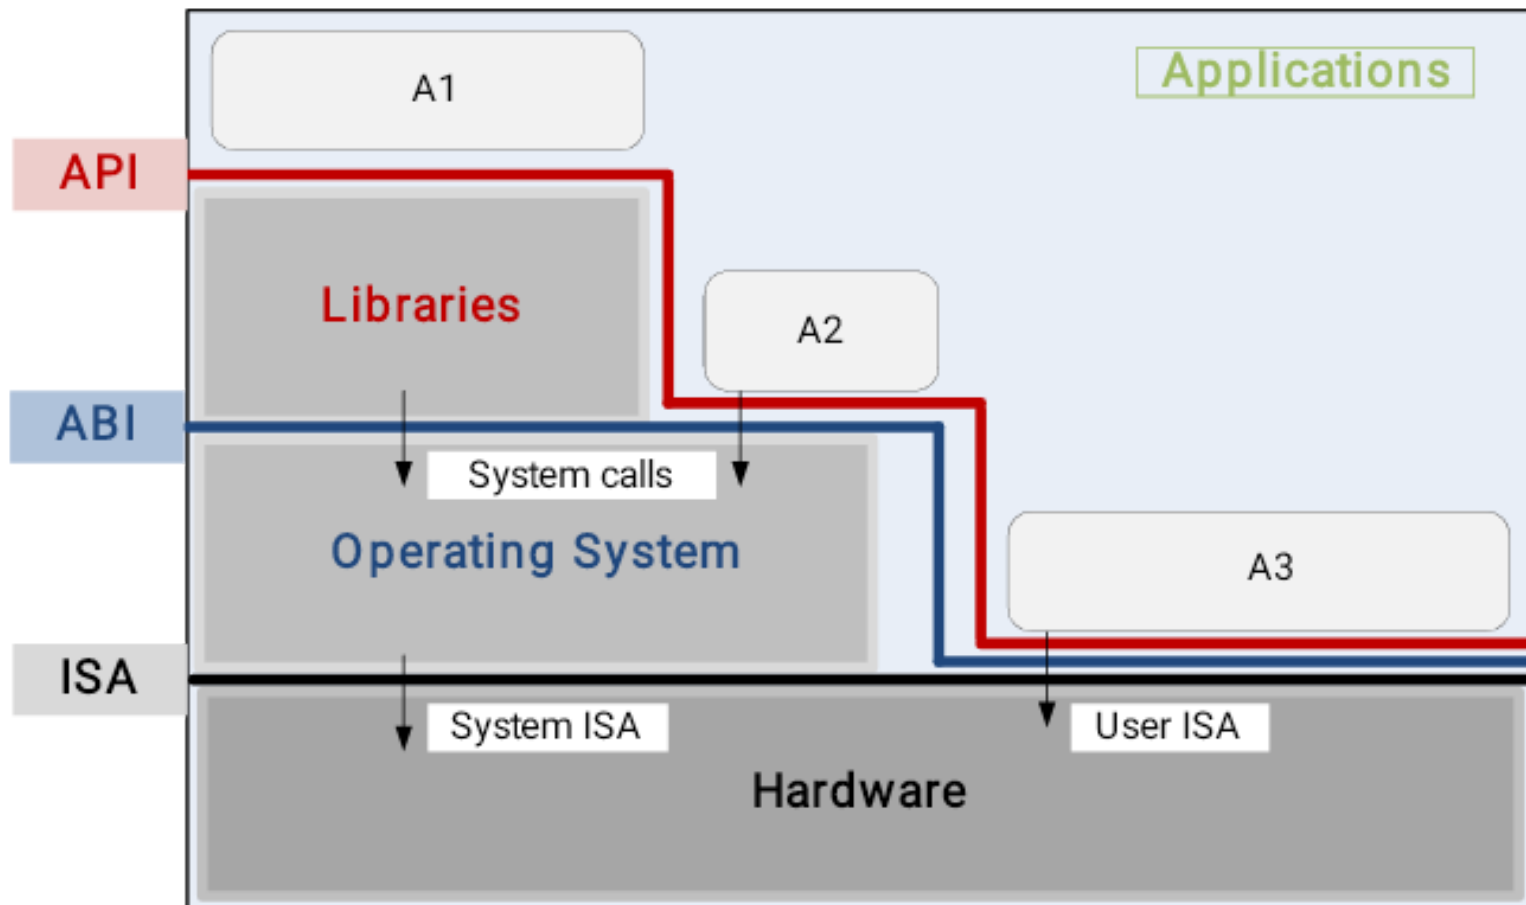 A1
Applications
API
Libraries
A2
ABI
System calls
Operating System
A3
ISA
System ISA
User ISA
Hardware